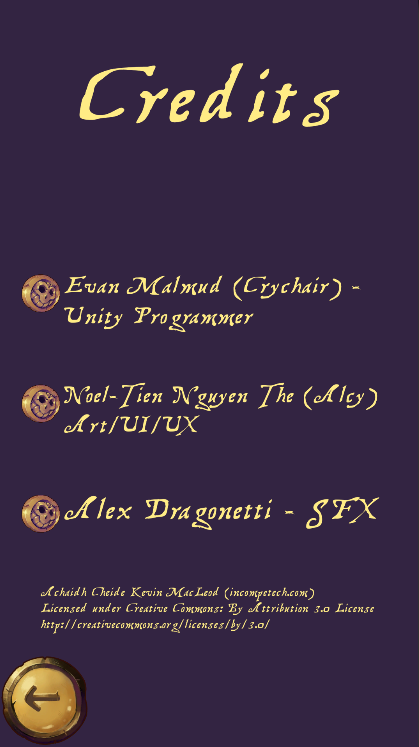 Credits
Evan Malmud (Crychair) -
Unity Programmer
Noel-Tien Nguyen The (Alcy)
Art/UI/UX
Alex Dragonetti - SFX
Achaidh Cheide Kevin MacLeod (incompetech.com)
Licensed under Creative Commons: By Attribution 3.0 License
http://creativecommons.org/licenses/by/3.0/